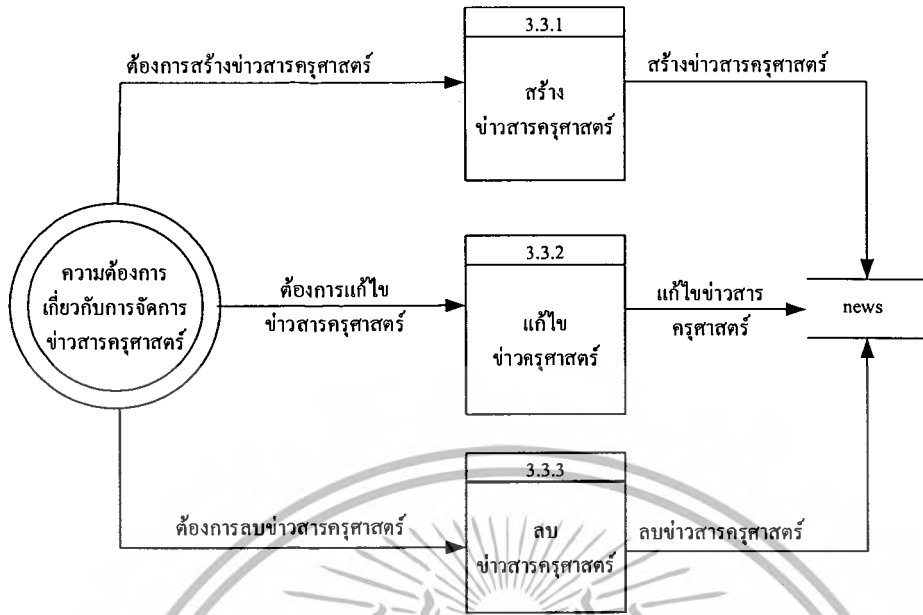 3.3.1
ต้องการสร้างข่าวสารครุศาสตร์
สร้าง
ข่าวสารครุศาสตร์
สร้างข่าวสารครุศาสตร์
ความต้องการ
เกี่ยวกับการจัดการ
ข่าวสารครุศาสตร์
ต้องการแก้ไข
ข่าวสารครุศาสตร์
3.3.2
แก้ไข
ข่าวครุศาสตร์
แก้ไขข่าวสาร
ครุศาสตร์
news
ต้องการลบข่าวสารครุศาสตร์
3.3.3
ลบ
ข่าวสารครุศาสตร์
ลบข่าวสารครุศาสตร์